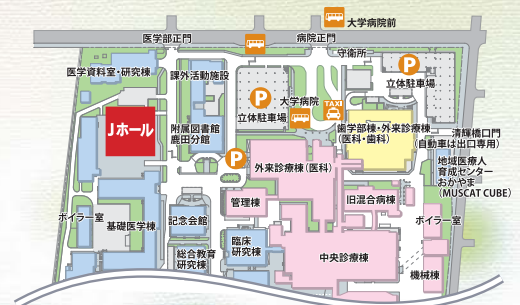 大学病院前
医学部正門
病院正門
守衛所
医学資料室・研究棟
課外活動施設
P
立体駐車場
P
立体駐車場
大学病院
TAXI
Jホール
附属図書館
鹿田分館
歯学部棟・外来診療棟
(医科・歯科)
清輝橋口門
(自動車は出口専用)
P
外来診療棟(医科)
地域医療人
育成センター
おかやま
(MUSCAT CUBE)
管理棟
旧混合病棟
ボイラー室
基礎医学棟
記念会館
ボイラー室
総合教育
研究棟
臨床
研究棟
中央診療棟
機械棟